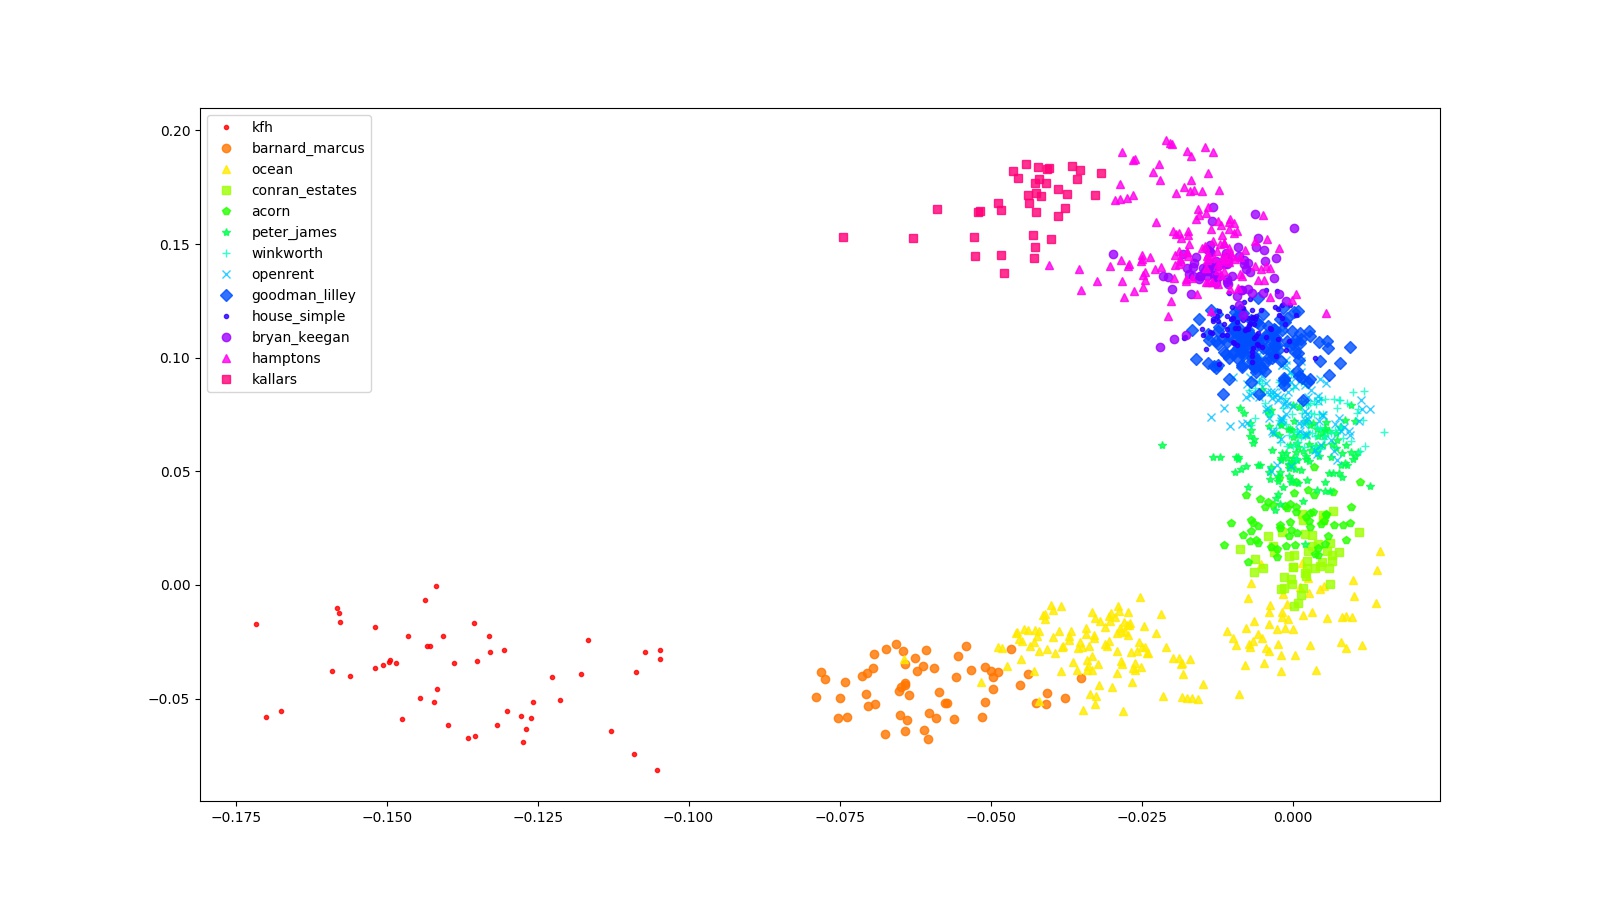 0.20
0.15
0.10
0.05
0.00
−0.05
kfh
barnard_marcus
ocean
conran_estates
acorn
peter_james
winkworth
openrent
goodman_lilley
house_simple
bryan_keegan
hamptons
kallars
−0.175 −0.150 −0.125 −0.100 −0.075 −0.050 −0.025 0.000